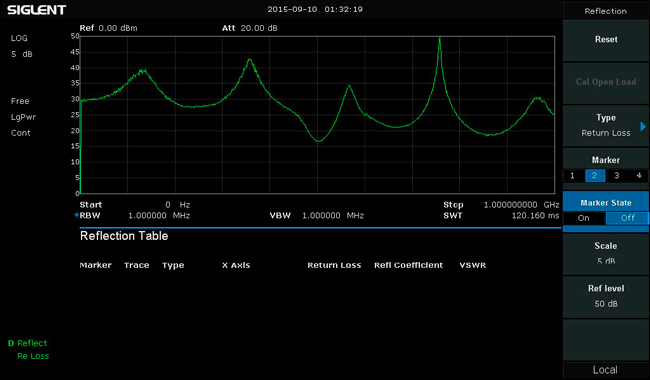 SIGLENT
2015-09-10 01:32:19
Reflection
LOG
5 dB
Free
LgPwr
Cont
Ref 0.00 dBm Att 20.00 dB
50
45
40
35
30
25
20
15
10
5
0
Start 0 Hz Stop 1.000000000 GHz
RBW 1.000000 MHz VBW 1.000000 MHz SWT 120.160 ms
Reflection Table
Marker Trace Type X Axis Return Loss Refl Coefficient VSWR
D Reflect
Re Loss
Reset
Cal Open Load
Type
Return Loss
Marker
1 2 3 4
Marker State
On Off
Scale
5 dB
Ref level
50 dB
Local